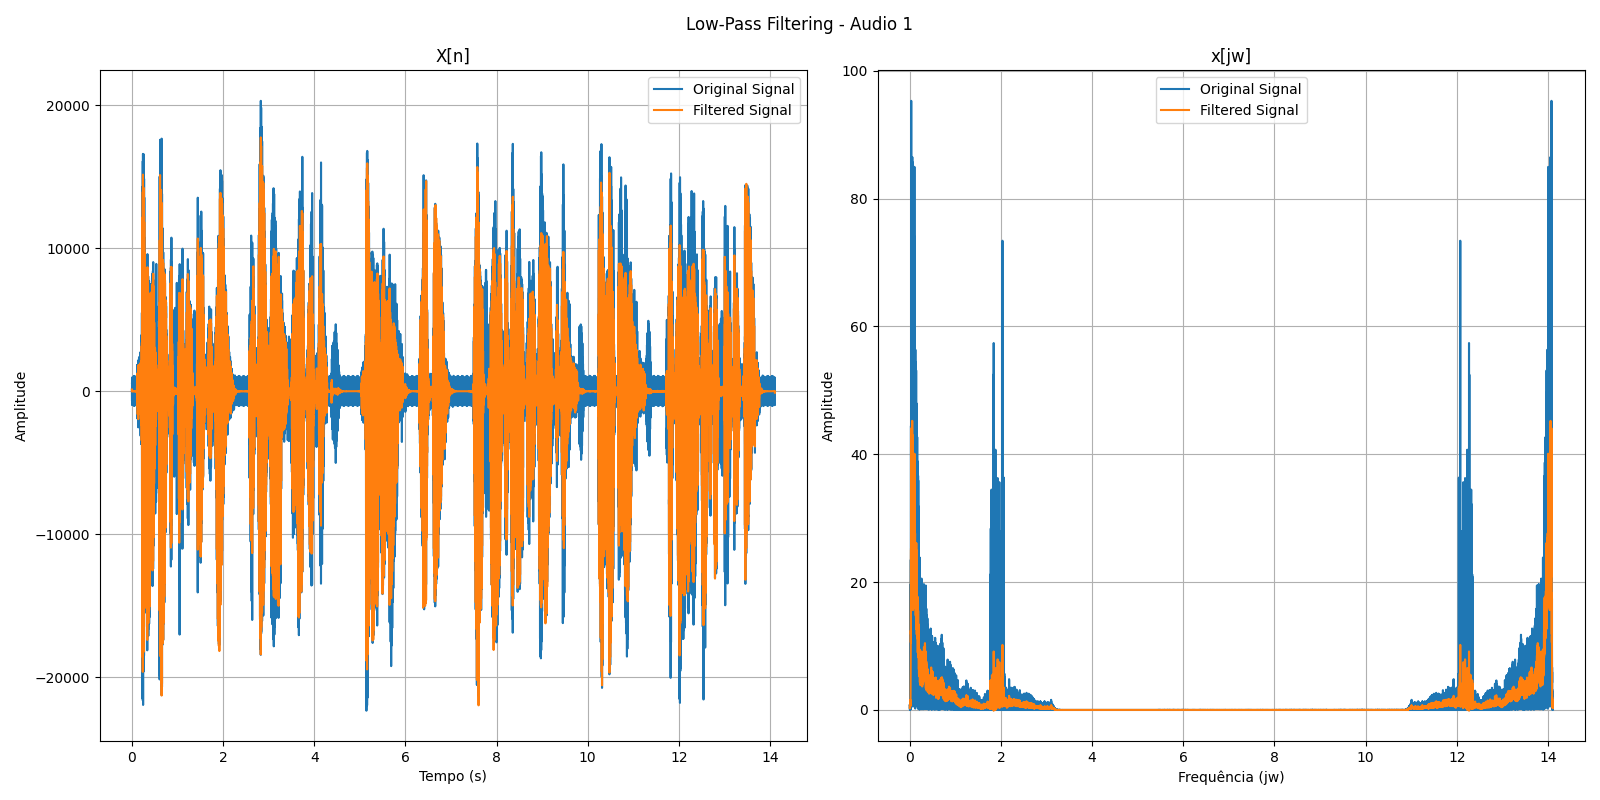 Low-Pass Filtering - Audio 1
X[n]
Original Signal
Filtered Signal
20000
10000
0
−10000
−20000
Amplitude
0 2 4 6 8 10 12 14
Tempo (s)
x[jw]
Original Signal
Filtered Signal
100
80
60
40
20
0
Amplitude
0 2 4 6 8 10 12 14
Frequência (jw)